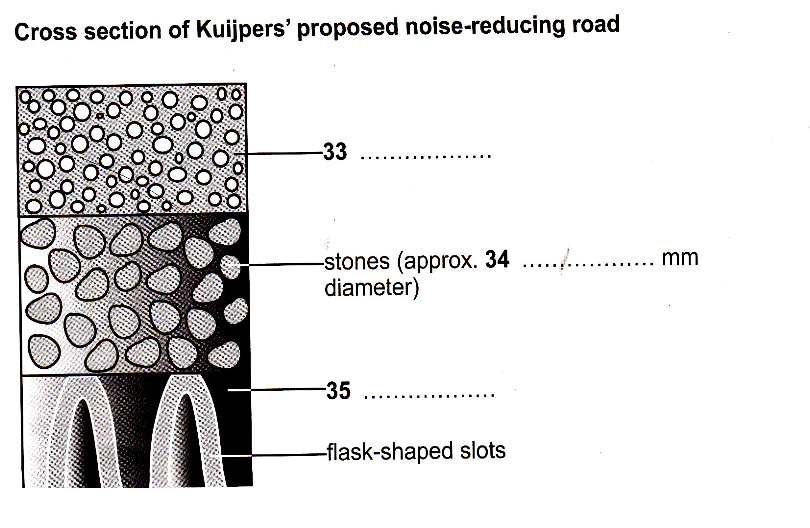 Cross section of Kuijpers’ proposed noise-reducing road
33 ..................
stones (approx. 34 .................... mm
diameter)
35 ..................
flask-shaped slots